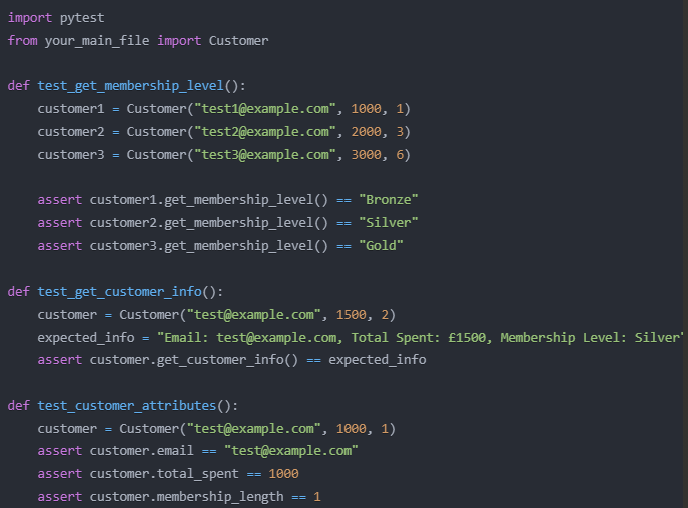 import pytest
from your_main_file import Customer

def test_get_membership_level():
    customer1 = Customer("test1@example.com", 1000, 1)
    customer2 = Customer("test2@example.com", 2000, 3)
    customer3 = Customer("test3@example.com", 3000, 6)

    assert customer1.get_membership_level() == "Bronze"
    assert customer2.get_membership_level() == "Silver"
    assert customer3.get_membership_level() == "Gold"

def test_get_customer_info():
    customer = Customer("test@example.com", 1500, 2)
    expected_info = "Email: test@example.com, Total Spent: £1500, Membership Level: Silver"
    assert customer.get_customer_info() == expected_info

def test_customer_attributes():
    customer = Customer("test@example.com", 1000, 1)
    assert customer.email == "test@example.com"
    assert customer.total_spent == 1000
    assert customer.membership_length == 1